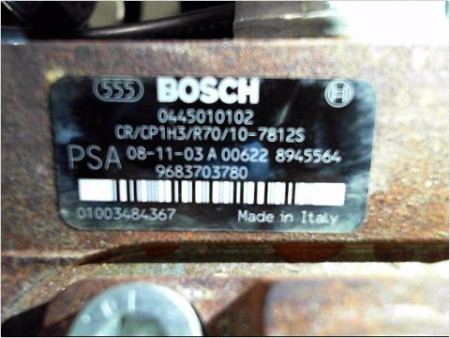 555 BOSCH
0445010102
CR/CP1H3/R70/10-7812S
PSA 08-11-03 A 00622 8945564
9683703780
01003484367 Made in Italy